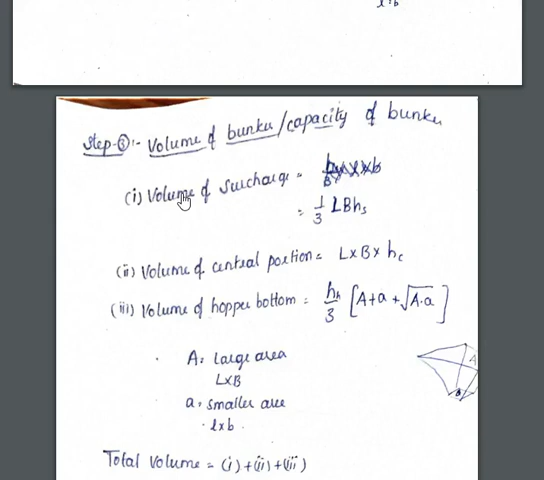 l = b
Step-③:- Volume of bunker/capacity of bunker
(i) Volume of Surcharge =
= 1/3 LBhs
(ii) Volume of central portion = L×B×hc
(iii) Volume of hopper bottom = hh/3 [A+a+√A.a]
A = Large area
L×B
a = smaller area
l×b.
A
Total Volume = (i)+(ii)+(iii)